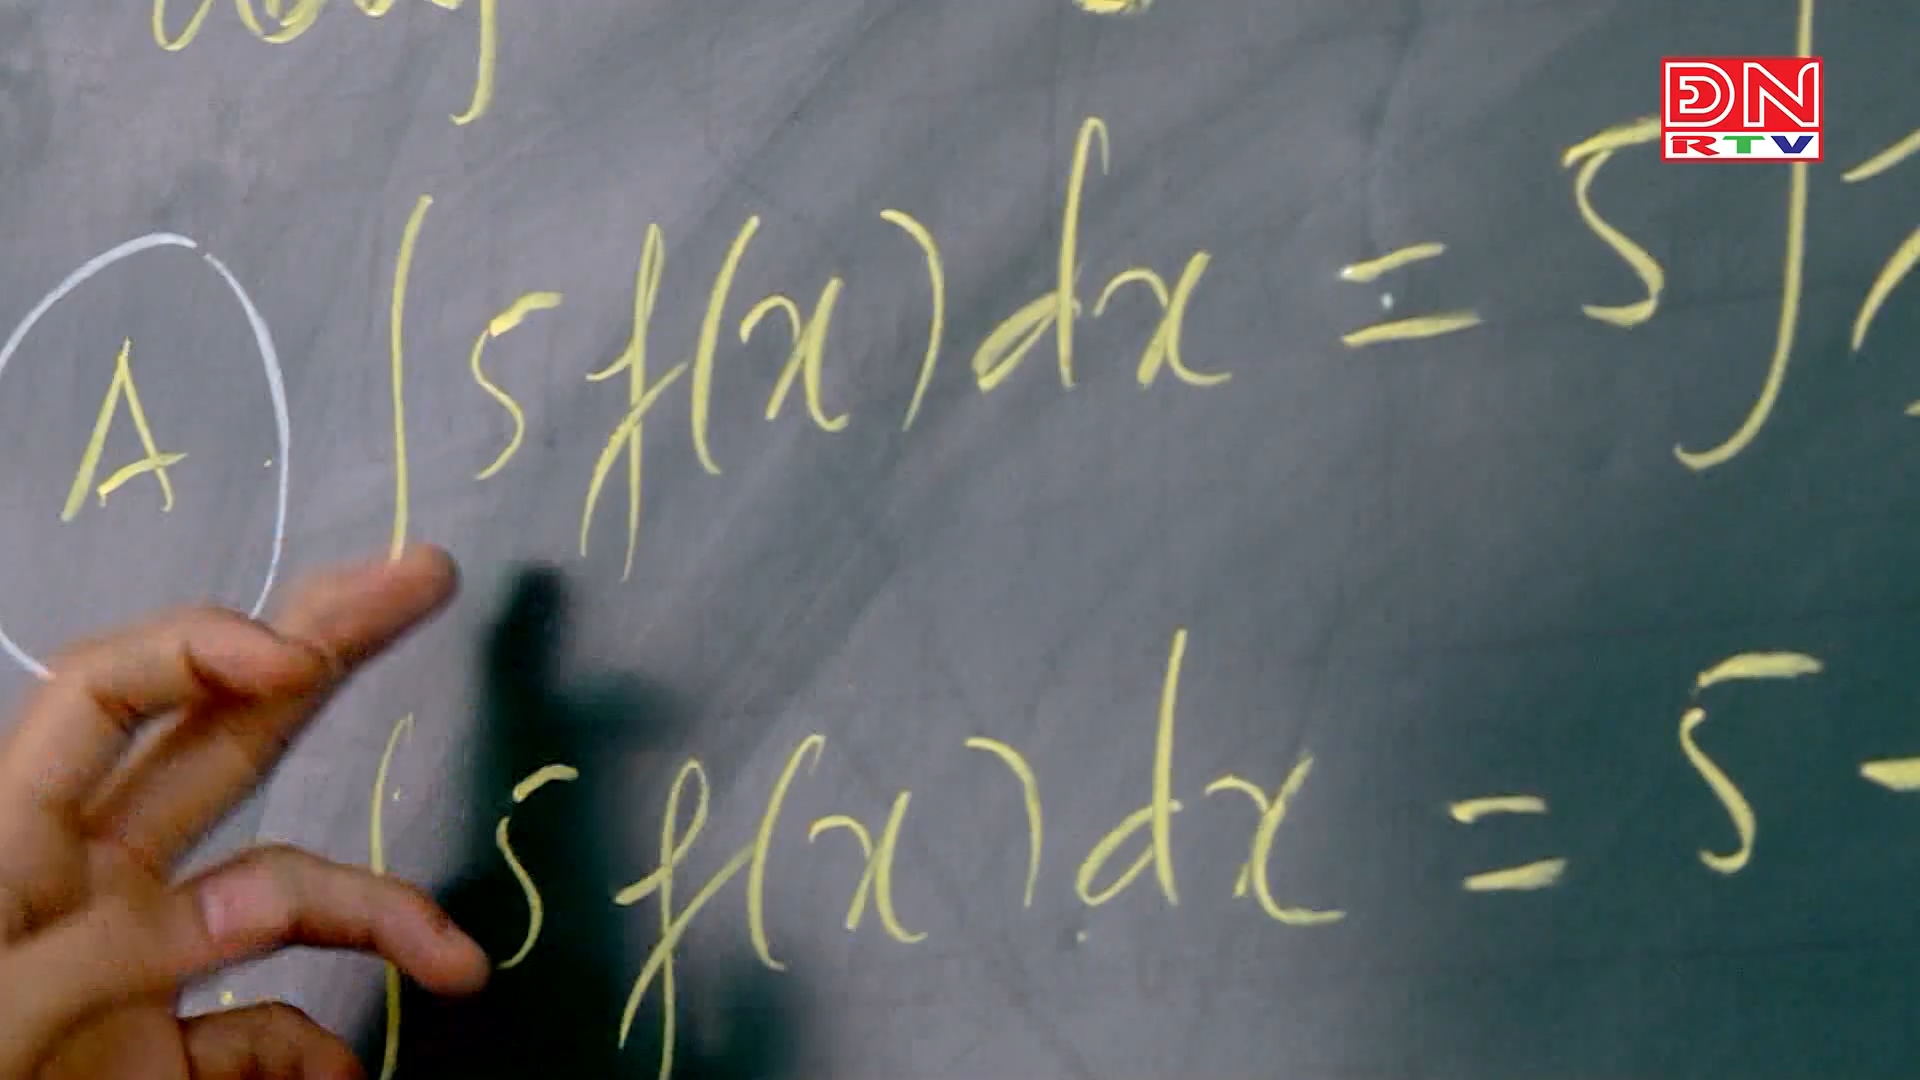 ĐN
RTV
A ∫5f(x)dx = 5∫
∫5f(x)dx = 5